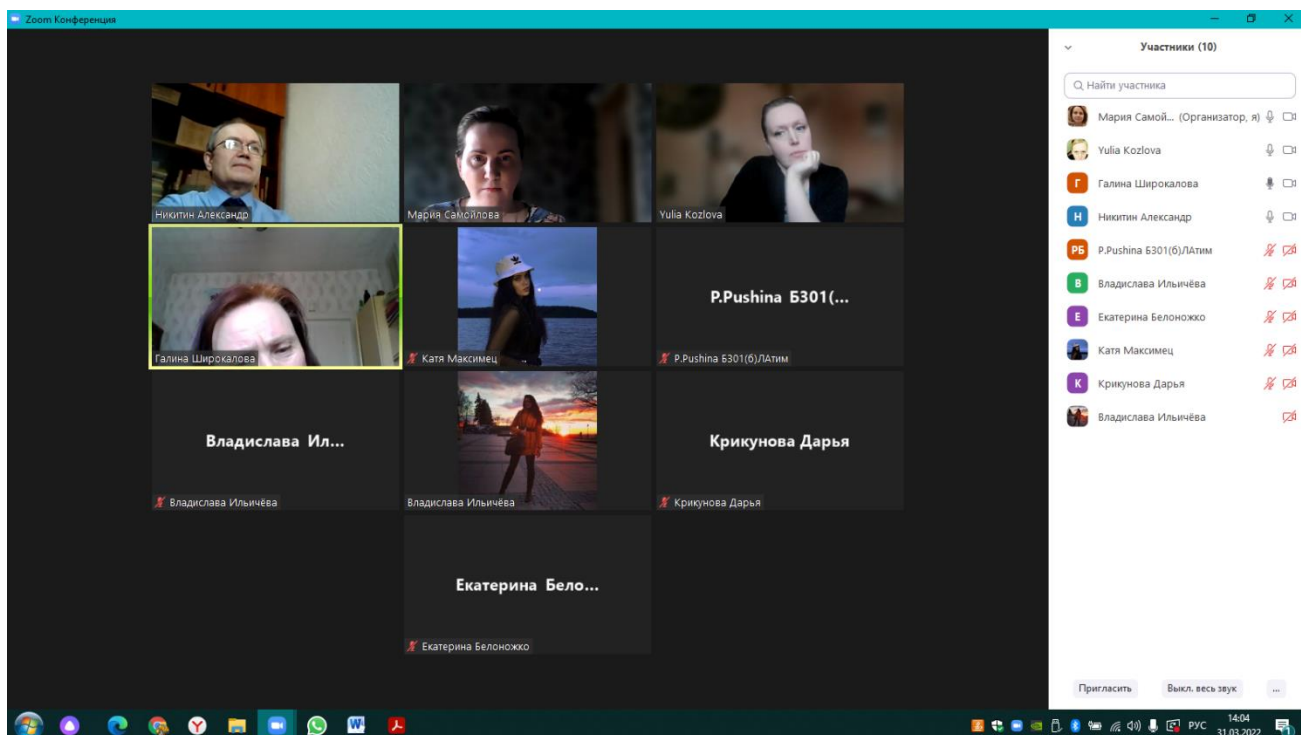 Zoom Конференция
Никитин Александр
Мария Самойлова
Yulia Kozlova
Галина Широкалова
Катя Максимец
P.Pushina Б301(...
P.Pushina Б301(б)ЛАтим
Владислава Ил...
Владислава Ильичёва
Владислава Ильичёва
Крикунова Дарья
Крикунова Дарья
Екатерина Бело...
Екатерина Белоножко
Участники (10)
Найти участника
Мария Самой... (Организатор, я)
Yulia Kozlova
Г Галина Широкалова
Н Никитин Александр
РБ P.Pushina Б301(б)ЛАтим
В Владислава Ильичёва
Е Екатерина Белоножко
Катя Максимец
К Крикунова Дарья
Владислава Ильичёва
Пригласить Выкл. весь звук ...
РУС 14:04
31.03.2022